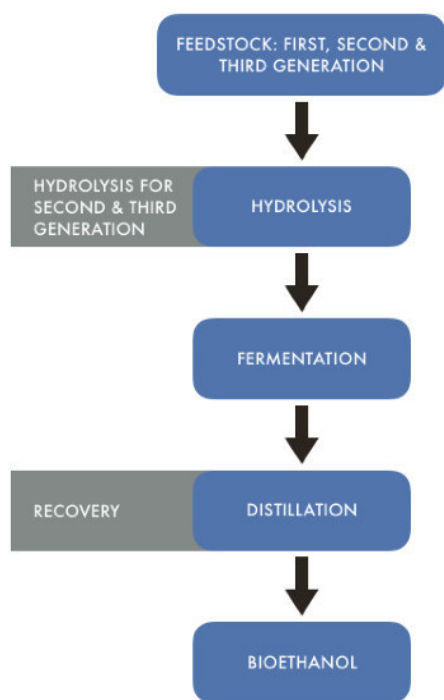 FEEDSTOCK: FIRST, SECOND &
THIRD GENERATION
HYDROLYSIS FOR
SECOND & THIRD
GENERATION
HYDROLYSIS
FERMENTATION
RECOVERY
DISTILLATION
BIOETHANOL